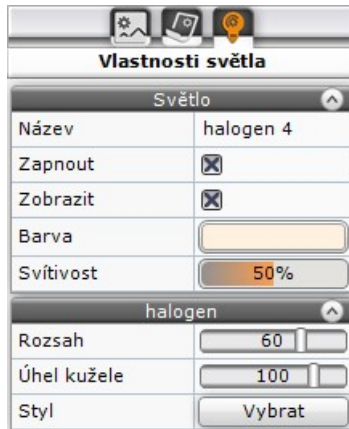 Vlastnosti světla
Světlo
Název halogen 4
Zapnout
Zobrazit
Barva
Svítivost 50%
halogen
Rozsah 60
Úhel kužele 100
Styl Vybrat